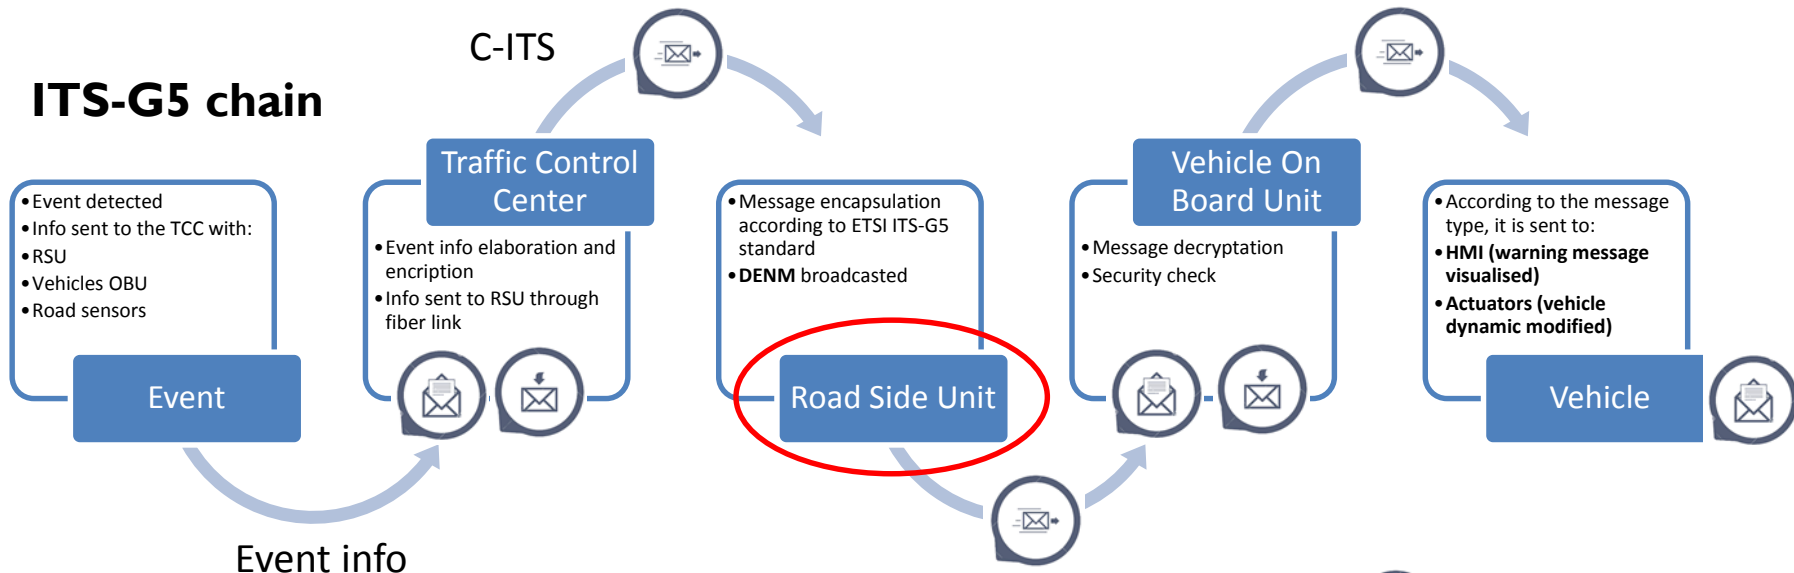 C-ITS
ITS-G5 chain
•Event detected
•Info sent to the TCC with:
•RSU
•Vehicles OBU
•Road sensors
Event
Event info
Traffic Control
Center
•Event info elaboration and
encription
•Info sent to RSU through
fiber link
•Message encapsulation
according to ETSI ITS-G5
standard
•DENM broadcasted
Road Side Unit
Vehicle On
Board Unit
•Message decryptation
•Security check
•According to the message
type, it is sent to:
•HMI (warning message
visualised)
•Actuators (vehicle
dynamic modified)
Vehicle